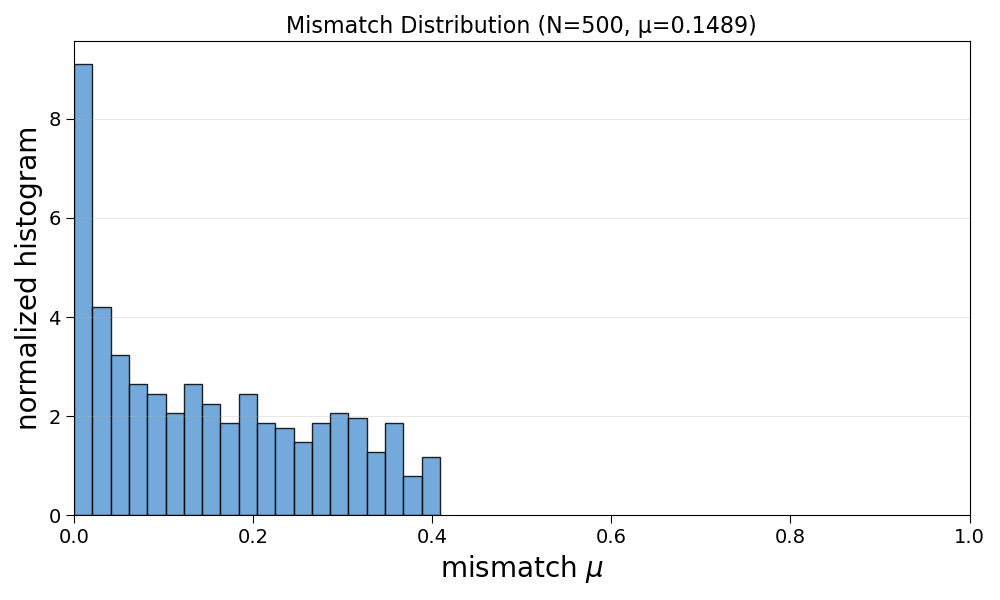 Mismatch Distribution (N=500, μ=0.1489)
normalized histogram
8
6
4
2
0
0.0 0.2 0.4 0.6 0.8 1.0
mismatch μ